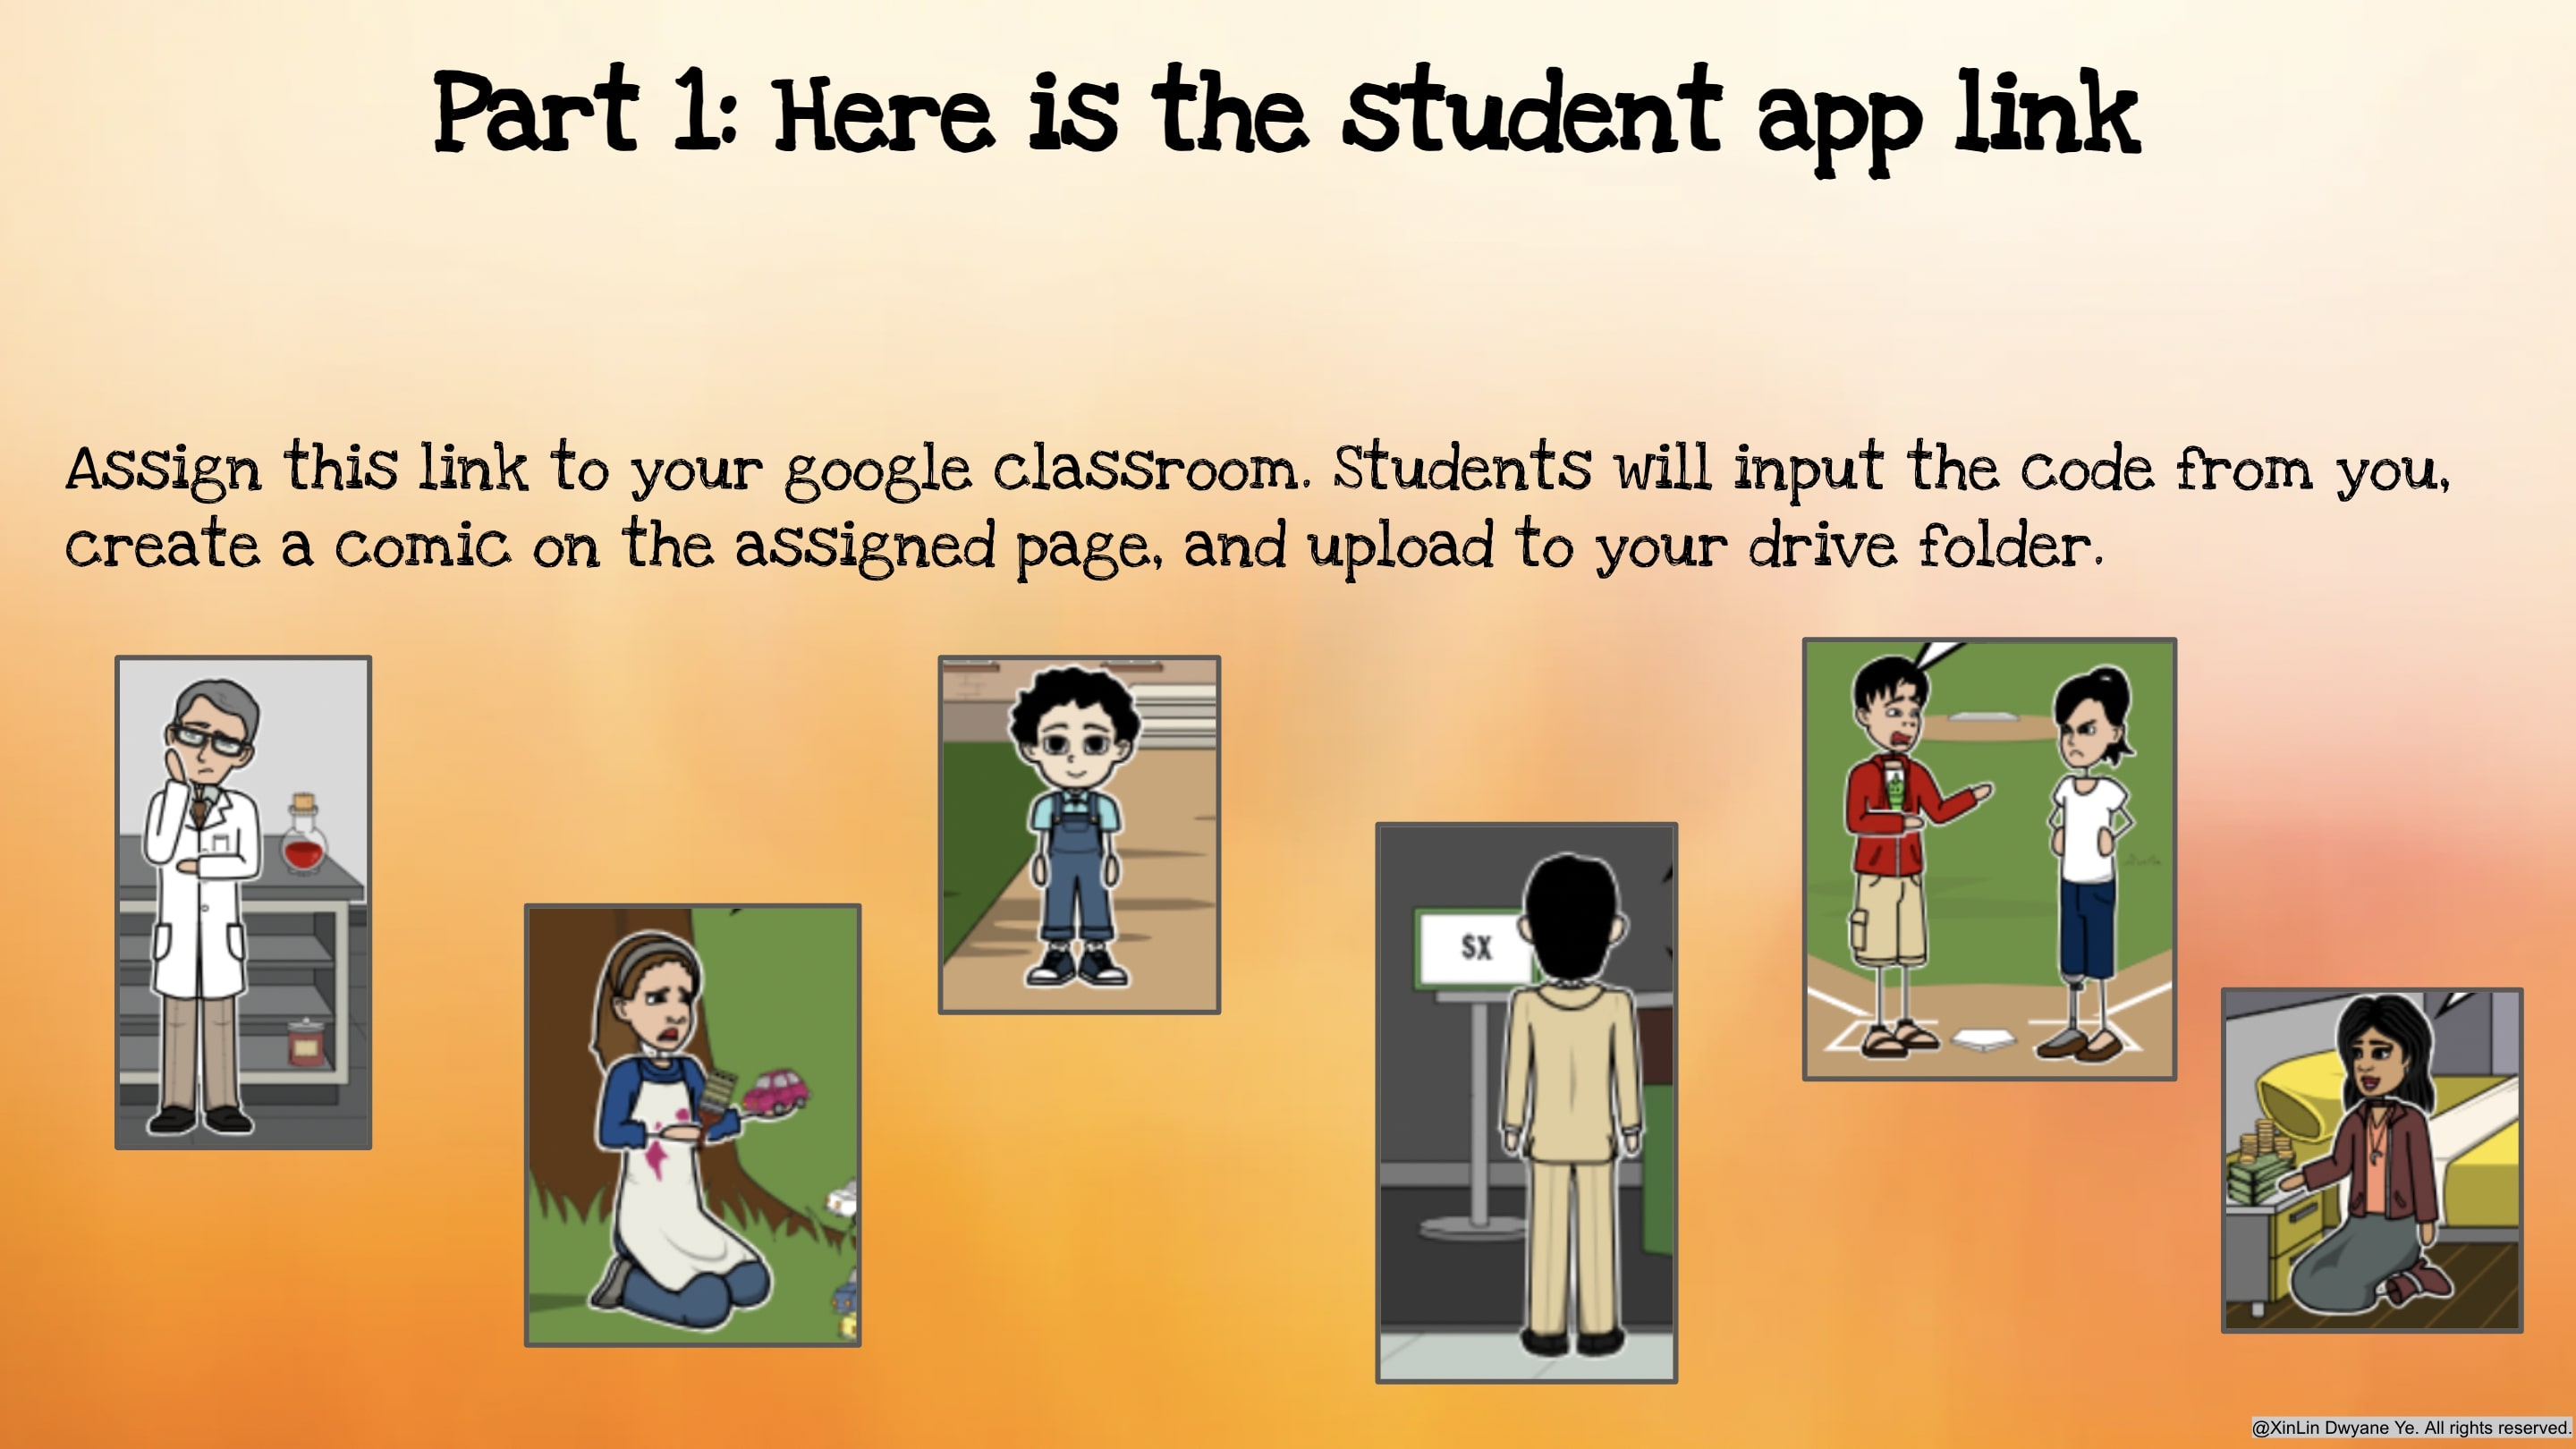 Part 1: Here is the student app link
Assign this link to your google classroom. Students will input the code from you,
create a comic on the assigned page, and upload to your drive folder.
SX
@XinLin Dwyane Ye. All rights reserved.